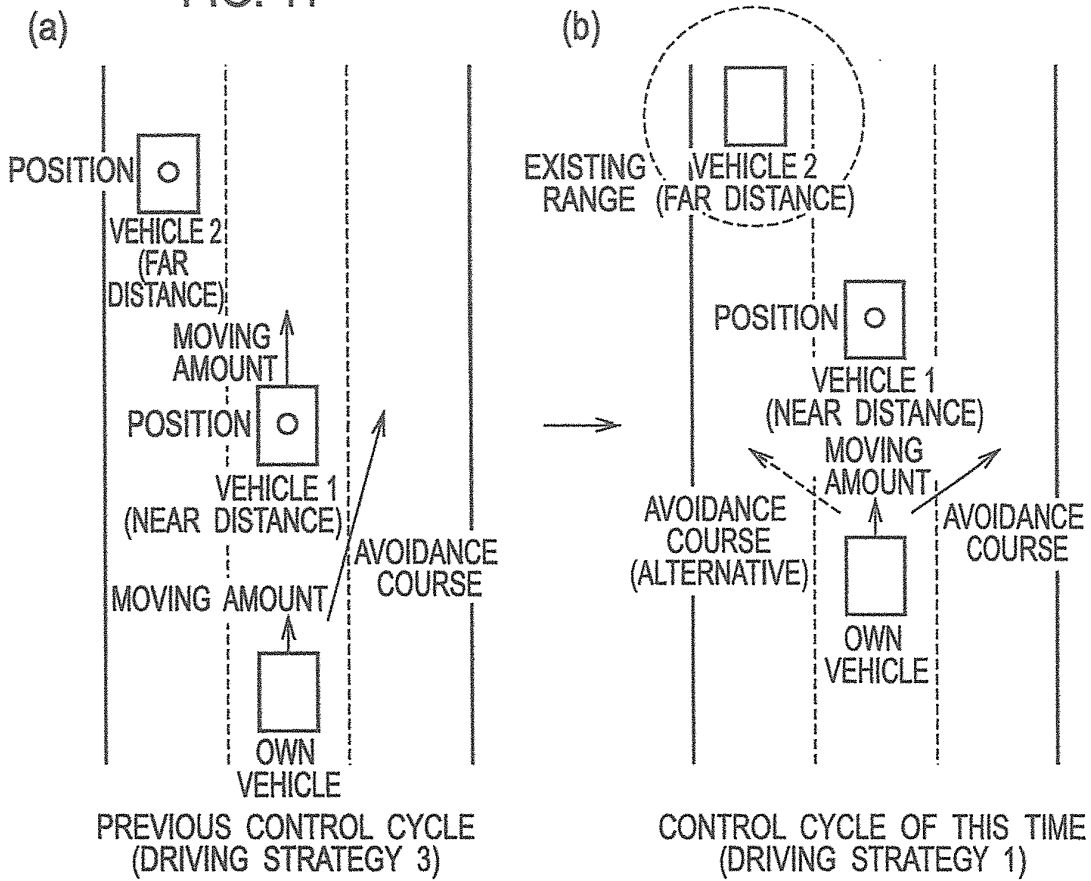 (a)
POSITION
VEHICLE 2
(FAR
DISTANCE)
MOVING
AMOUNT
POSITION
VEHICLE 1
(NEAR DISTANCE)
AVOIDANCE
COURSE
MOVING AMOUNT
OWN
VEHICLE
PREVIOUS CONTROL CYCLE
(DRIVING STRATEGY 3)
(b)
EXISTING
RANGE
VEHICLE 2
(FAR DISTANCE)
POSITION
VEHICLE 1
(NEAR DISTANCE)
MOVING
AMOUNT
AVOIDANCE
COURSE
(ALTERNATIVE)
AVOIDANCE
COURSE
OWN
VEHICLE
CONTROL CYCLE OF THIS TIME
(DRIVING STRATEGY 1)